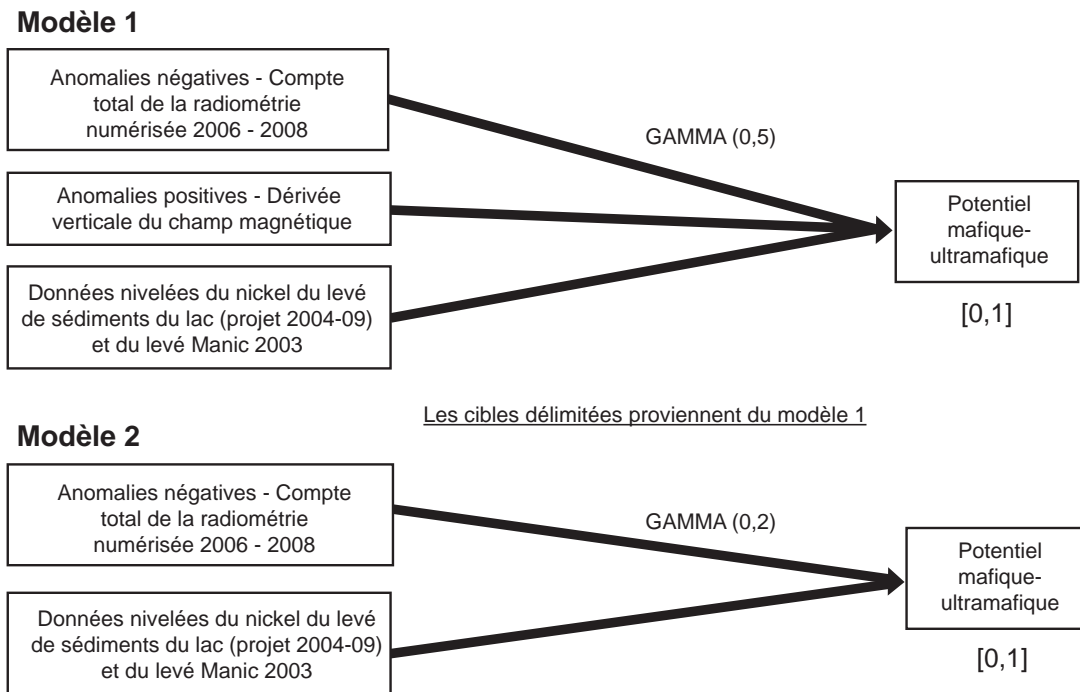 Modèle 1
Anomalies négatives - Compte
total de la radiométrie
numérisée 2006 - 2008
GAMMA (0,5)
Anomalies positives - Dérivée
verticale du champ magnétique
Potentiel
mafique-
ultramafique
Données nivelées du nickel du levé
de sédiments du lac (projet 2004-09)
et du levé Manic 2003
[0,1]
Les cibles délimitées proviennent du modèle 1
Modèle 2
Anomalies négatives - Compte
total de la radiométrie
numérisée 2006 - 2008
GAMMA (0,2)
Potentiel
mafique-
ultramafique
Données nivelées du nickel du levé
de sédiments du lac (projet 2004-09)
et du levé Manic 2003
[0,1]